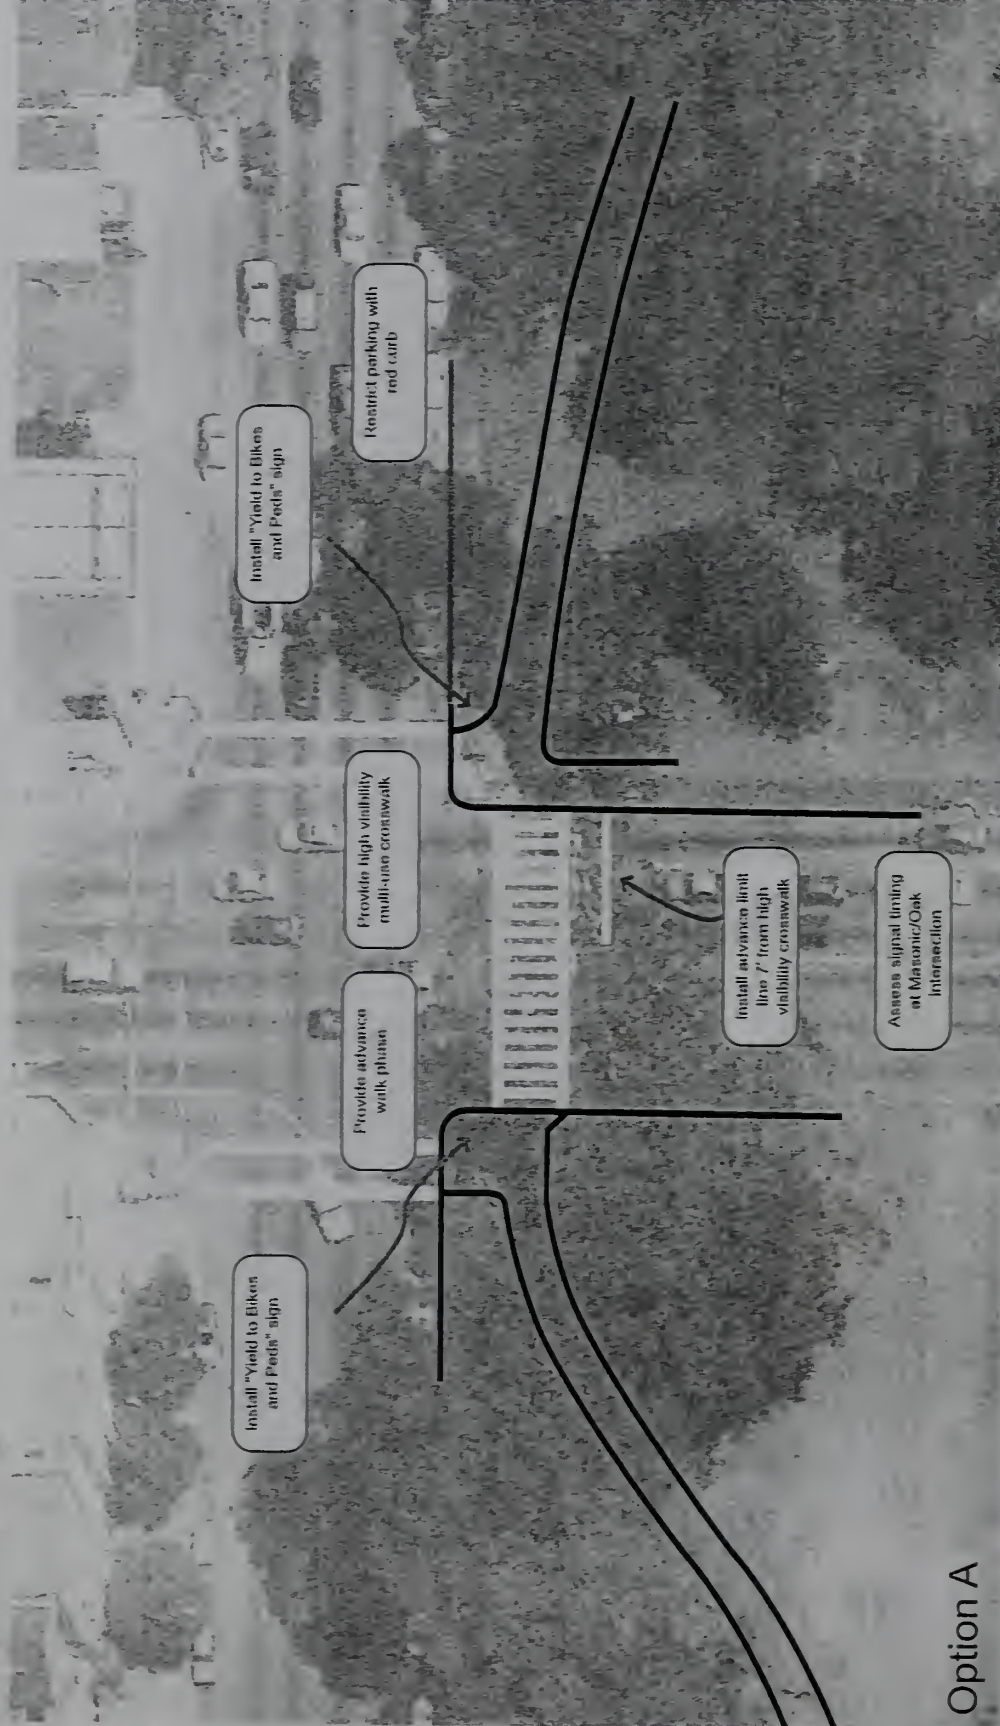 Install "Yield to Bikes
and Peds" sign
Provide advance
walk phase
Provide high visibility
multi-use crosswalk
Install "Yield to Bikes
and Peds" sign
Restrict parking with
red curb
Install advance limit
line 7' from high
visibility crosswalk
Assess signal timing
at Masonic/Oak
intersection
Option A